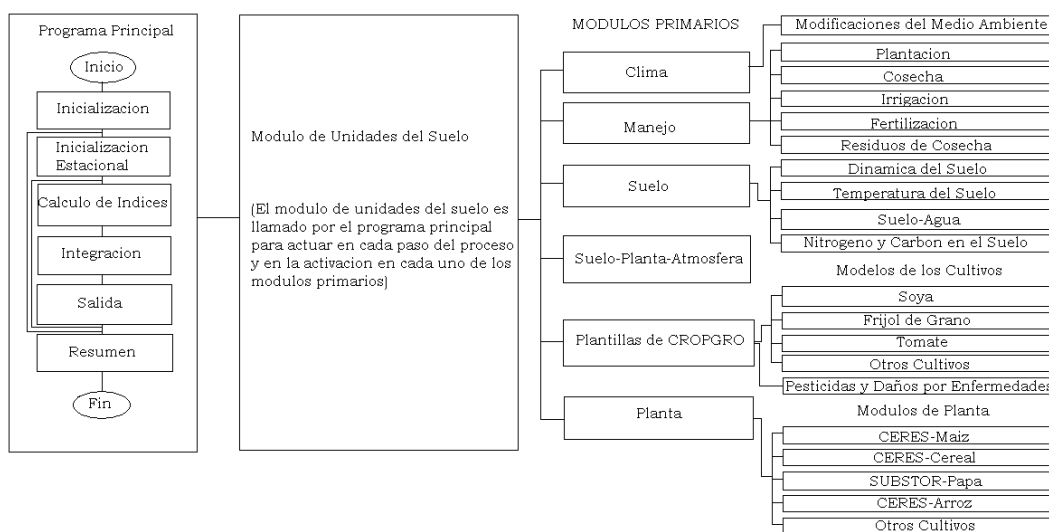 Programa Principal
Inicio
Inicializacion
Inicializacion
Estacional
Calculo de Indices
Integracion
Salida
Resumen
Fin
Modulo de Unidades del Suelo
(El modulo de unidades del suelo es
llamado por el programa principal
para actuar en cada paso del proceso
y en la activacion en cada uno de los
modulos primarios)
MODULOS PRIMARIOS
Clima
Manejo
Suelo
Suelo-Planta-Atmosfera
Plantillas de CROPGRO
Planta
Modificaciones del Medio Ambiente
Plantacion
Cosecha
Irrigacion
Fertilizacion
Residuos de Cosecha
Dinamica del Suelo
Temperatura del Suelo
Suelo-Agua
Nitrogeno y Carbon en el Suelo
Modelos de los Cultivos
Soya
Frijol de Grano
Tomate
Otros Cultivos
Pesticidas y Daños por Enfermedades
Modulos de Planta
CERES-Maiz
CERES-Cereal
SUBSTOR-Papa
CERES-Arroz
Otros Cultivos